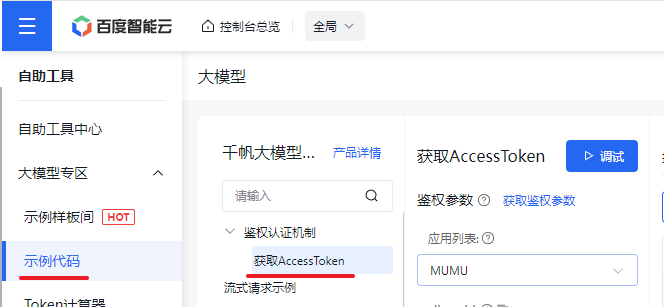 百度智能云 控制台总览 全局
自助工具
自助工具中心
大模型专区
示例样板间 HOT
示例代码
Token计算器
大模型
千帆大模型... 产品详情
请输入
鉴权认证机制
获取AccessToken
流式请求示例
获取AccessToken 调试
鉴权参数 获取鉴权参数
应用列表:
MUMU